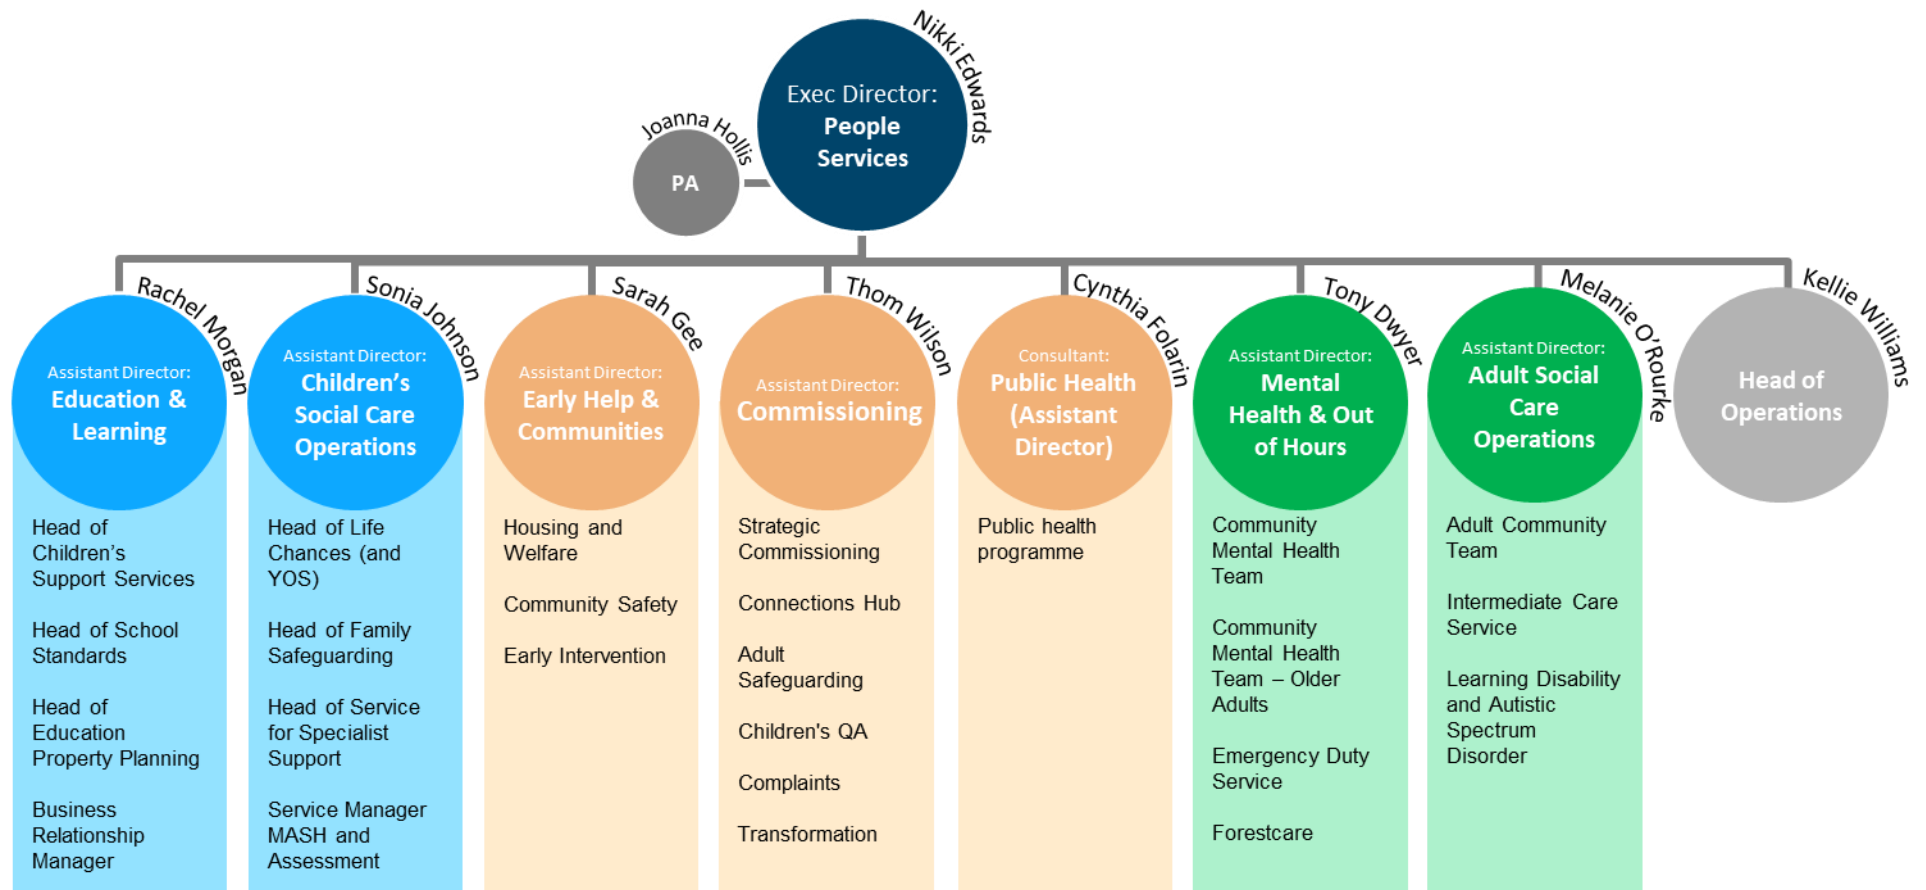 Nikki Edwards
Exec Director:
People
Services
Joanna Hollis
PA
Rachel Morgan
Assistant Director:
Education &
Learning
Head of
Children’s
Support Services
Head of School
Standards
Head of
Education
Property Planning
Business
Relationship
Manager
Sonia Johnson
Assistant Director:
Children’s
Social Care
Operations
Head of Life
Chances (and
YOS)
Head of Family
Safeguarding
Head of Service
for Specialist
Support
Service Manager
MASH and
Assessment
Sarah Gee
Assistant Director:
Early Help &
Communities
Housing and
Welfare
Community Safety
Early Intervention
Thom Wilson
Assistant Director:
Commissioning
Strategic
Commissioning
Connections Hub
Adult
Safeguarding
Children's QA
Complaints
Transformation
Cynthia Folarin
Consultant:
Public Health
(Assistant
Director)
Public health
programme
Tony Dwyer
Assistant Director:
Mental
Health & Out
of Hours
Community
Mental Health
Team
Community
Mental Health
Team – Older
Adults
Emergency Duty
Service
Forestcare
Melanie O’Rourke
Assistant Director:
Adult Social
Care
Operations
Adult Community
Team
Intermediate Care
Service
Learning Disability
and Autistic
Spectrum
Disorder
Kellie Williams
Head of
Operations